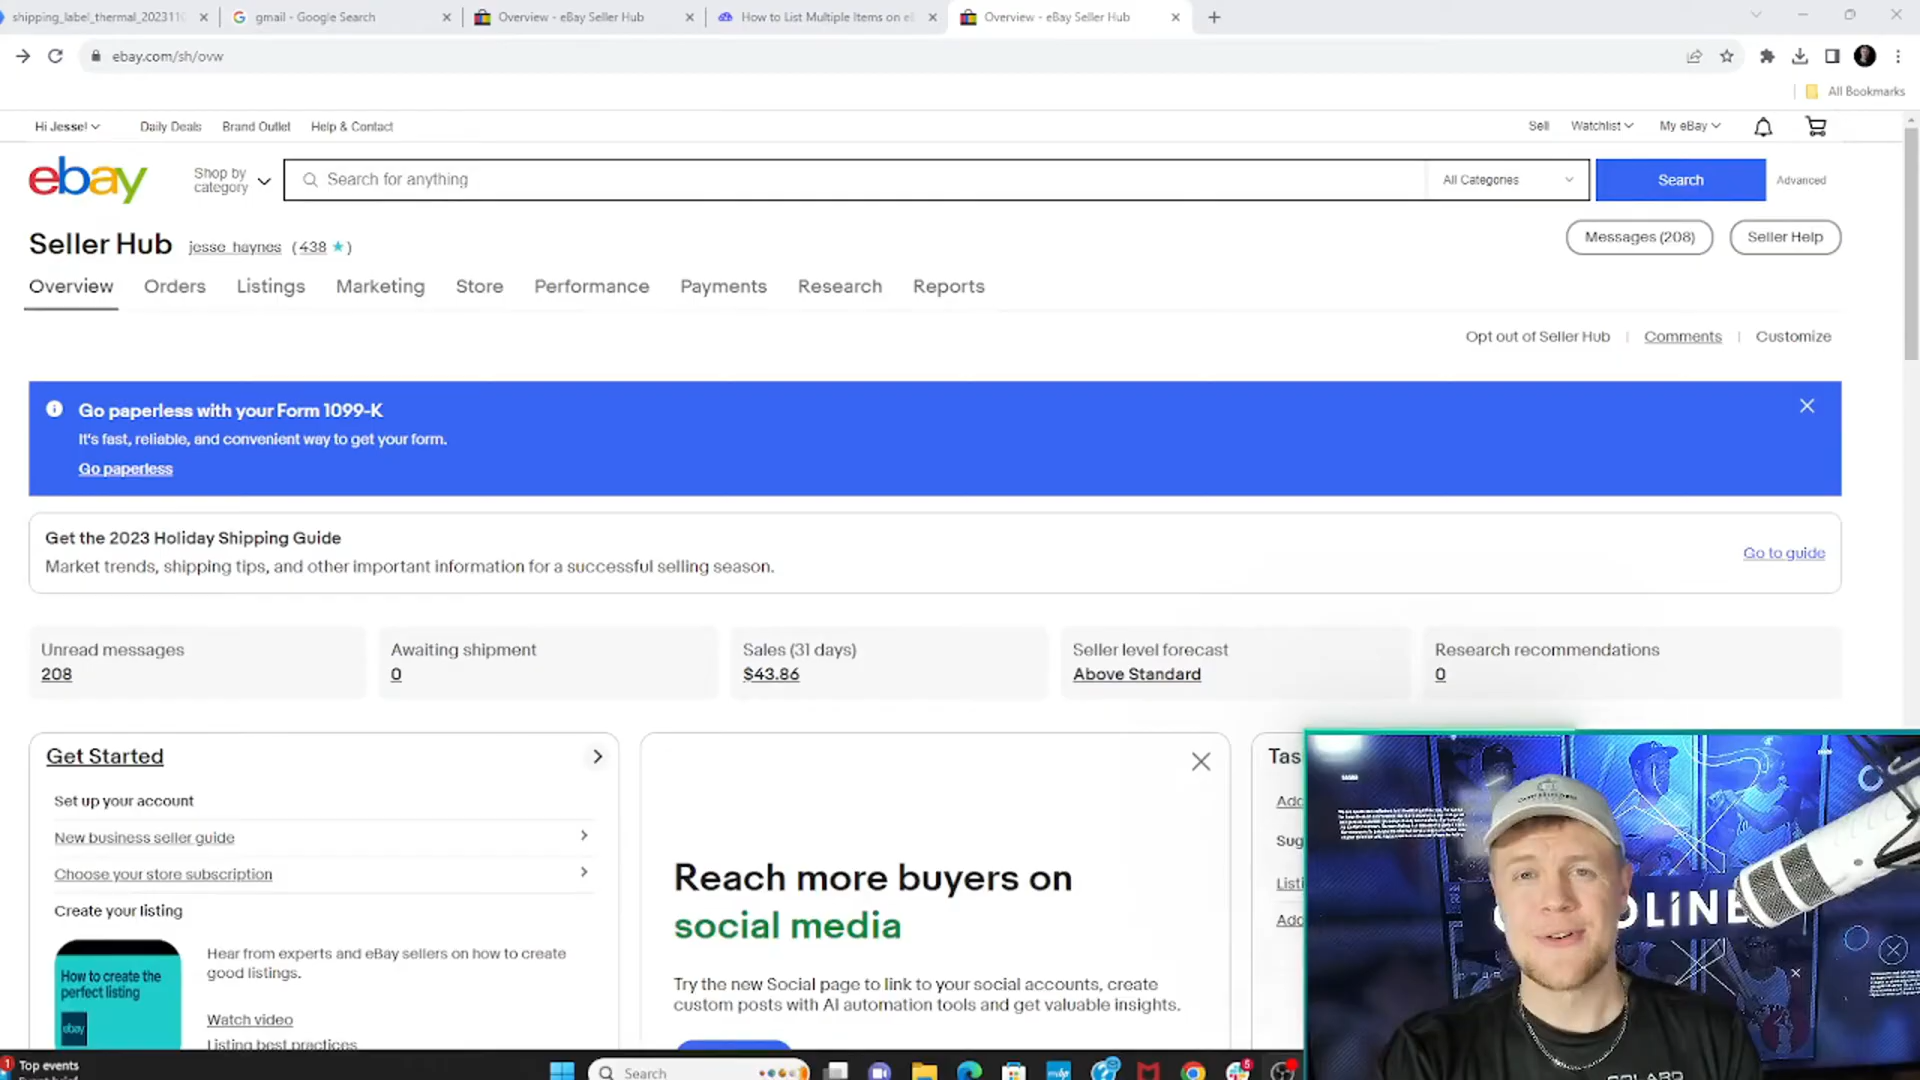 shipping_label_thermal_2023110
gmail - Google Search
Overview - eBay Seller Hub
How to List Multiple Items on eB
Overview - eBay Seller Hub
ebay.com/sh/ovw
All Bookmarks
Hi Jesse!
Daily Deals
Brand Outlet
Help & Contact
Sell
Watchlist
My eBay
ebay
Shop by
category
Search for anything
All Categories
Search
Advanced
Seller Hub
jesse_haynes (438 ★)
Messages (208)
Seller Help
Overview
Orders
Listings
Marketing
Store
Performance
Payments
Research
Reports
Opt out of Seller Hub
Comments
Customize
Go paperless with your Form 1099-K
It's fast, reliable, and convenient way to get your form.
Go paperless
Get the 2023 Holiday Shipping Guide
Market trends, shipping tips, and other important information for a successful selling season.
Go to guide
Unread messages
208
Awaiting shipment
0
Sales (31 days)
$43.86
Seller level forecast
Above Standard
Research recommendations
0
Get Started
Set up your account
New business seller guide
Choose your store subscription
Create your listing
How to create the
perfect listing
ebay
Hear from experts and eBay sellers on how to create
good listings.
Watch video
Listing best practices
Reach more buyers on
social media
Try the new Social page to link to your social accounts, create
custom posts with AI automation tools and get valuable insights.
Tas
Add
Sug
Listi
Add
1
Top events
Search